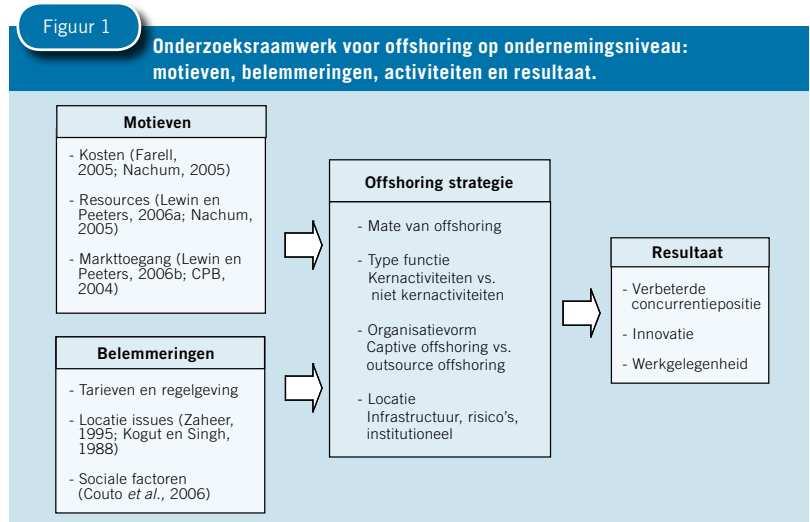 Figuur 1
Onderzoeksraamwerk voor offshoring op ondernemingsniveau:
motieven, belemmeringen, activiteiten en resultaat.
Motieven
- Kosten (Farell,
2005; Nachum, 2005)
- Resources (Lewin en
Peeters, 2006a; Nachum,
2005)
- Markttoegang (Lewin en
Peeters, 2006b; CPB,
2004)
Belemmeringen
- Tarieven en regelgeving
- Locatie issues (Zaheer,
1995; Kogut en Singh,
1988)
- Sociale factoren
(Couto et al., 2006)
Offshoring strategie
- Mate van offshoring
- Type functie
Kernactiviteiten vs.
niet kernactiviteiten
- Organisatievorm
Captive offshoring vs.
outsource offshoring
- Locatie
Infrastructuur, risico's,
institutioneel
Resultaat
- Verbeterde
concurrentiepositie
- Innovatie
- Werkgelegenheid